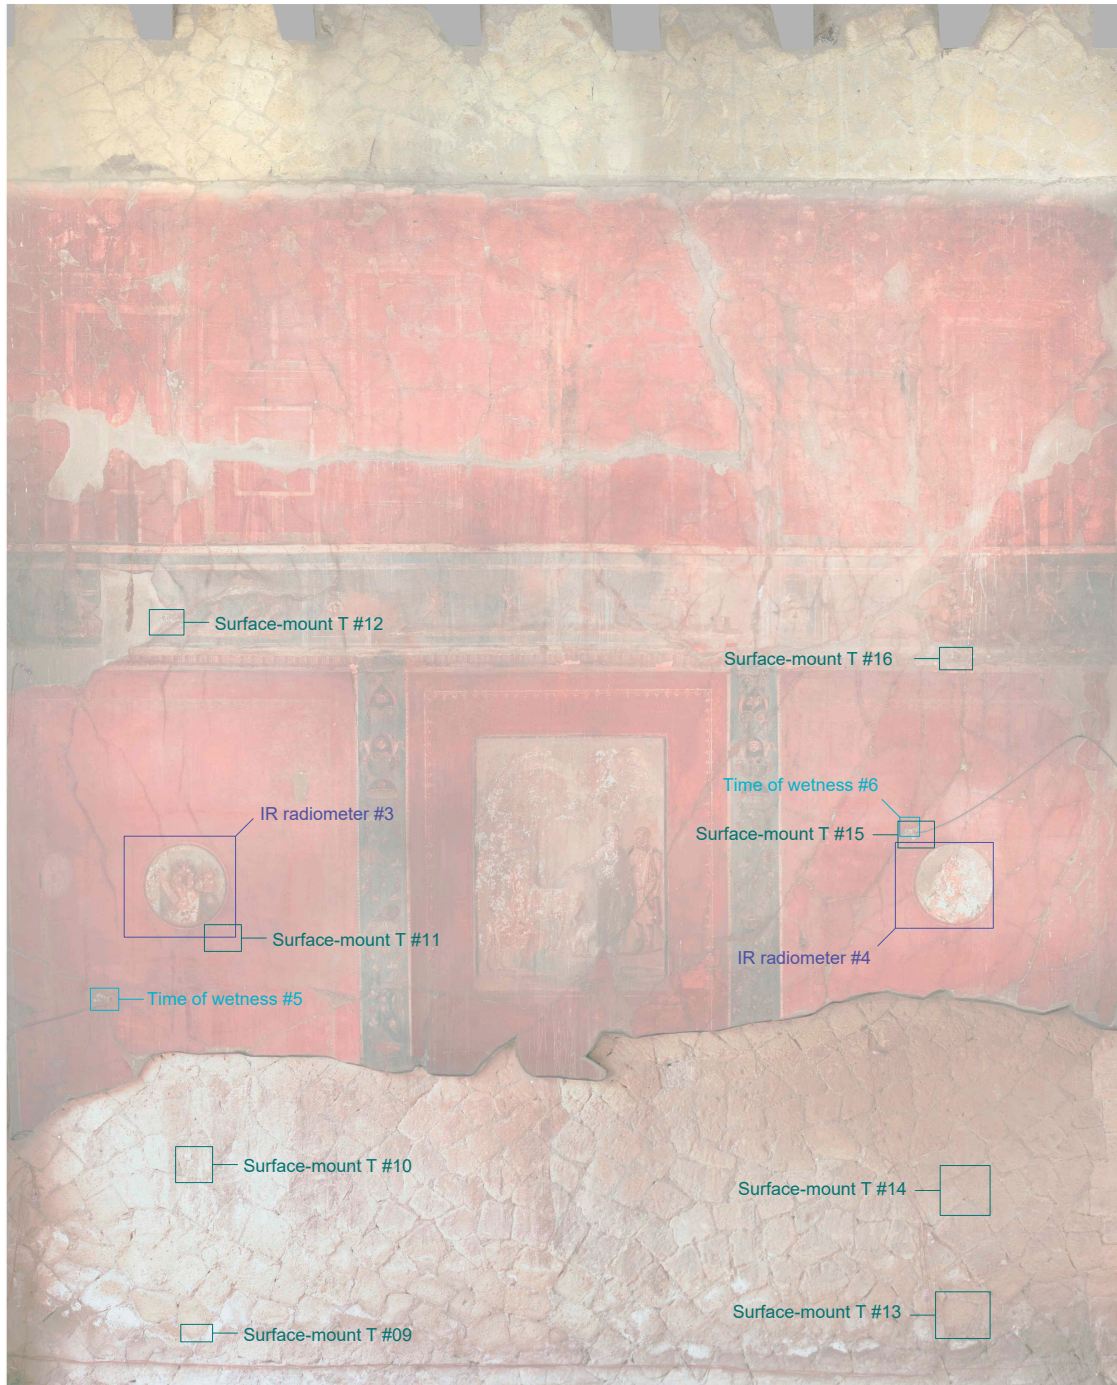 Surface-mount T #12
Surface-mount T #16
Time of wetness #6
IR radiometer #3
Surface-mount T #15
Surface-mount T #11
IR radiometer #4
Time of wetness #5
Surface-mount T #10
Surface-mount T #14
Surface-mount T #13
Surface-mount T #09